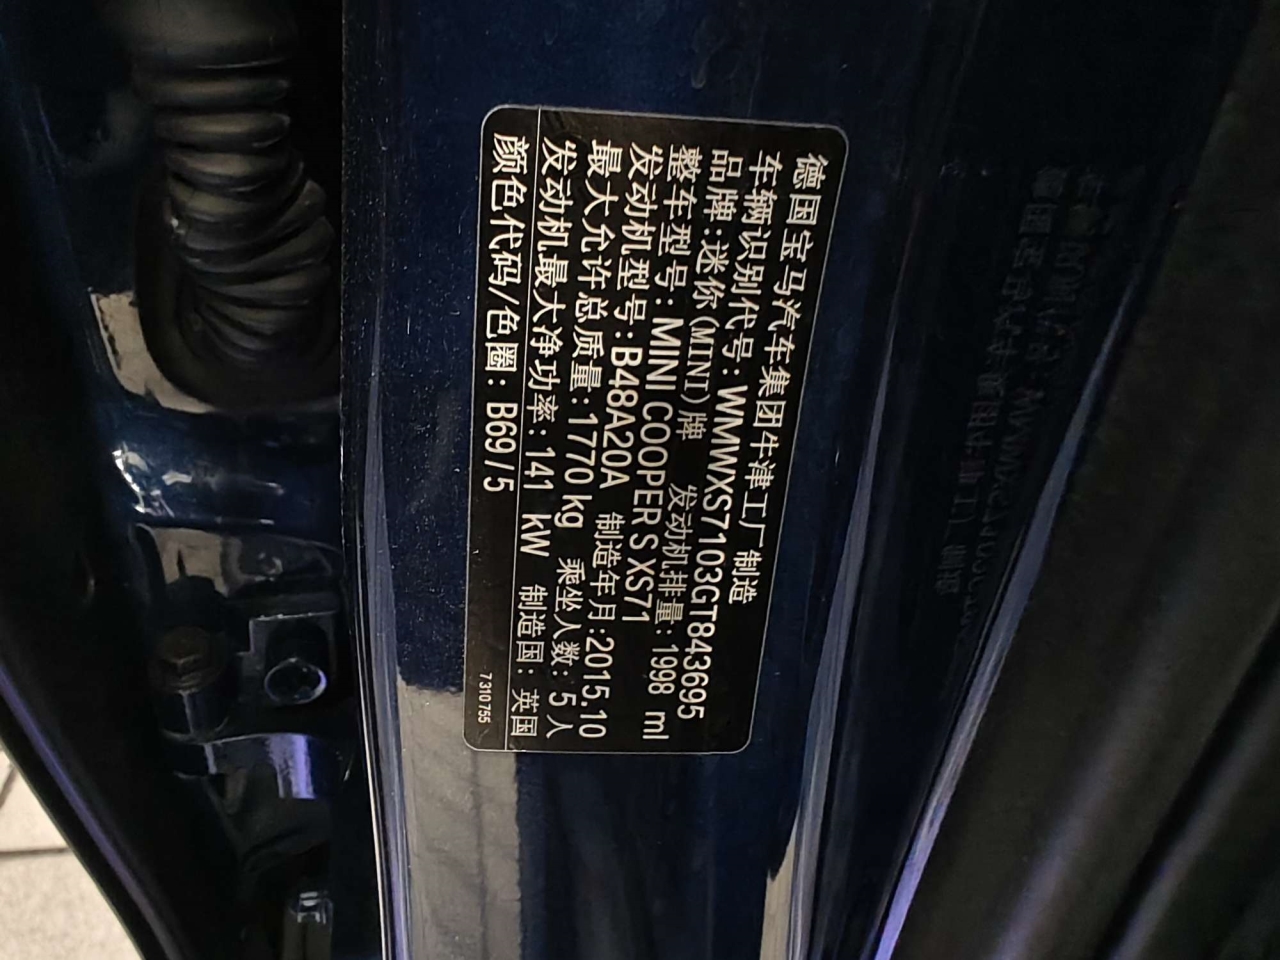 德国宝马汽车集团牛津工厂 制造
车辆识别代号: WMWXS7103GT843695
品牌:迷你(MINI)牌 发动机排量: 1998 ml
整车型号: MINI COOPER S XS71
发动机型号:B48A20A 制造年月:2015.10
最大允许总质量:1770 kg 乘坐人数: 5 人
发动机最大净功率: 141 kW 制造国: 英国
颜色代码/色圈: B69/5
7310755